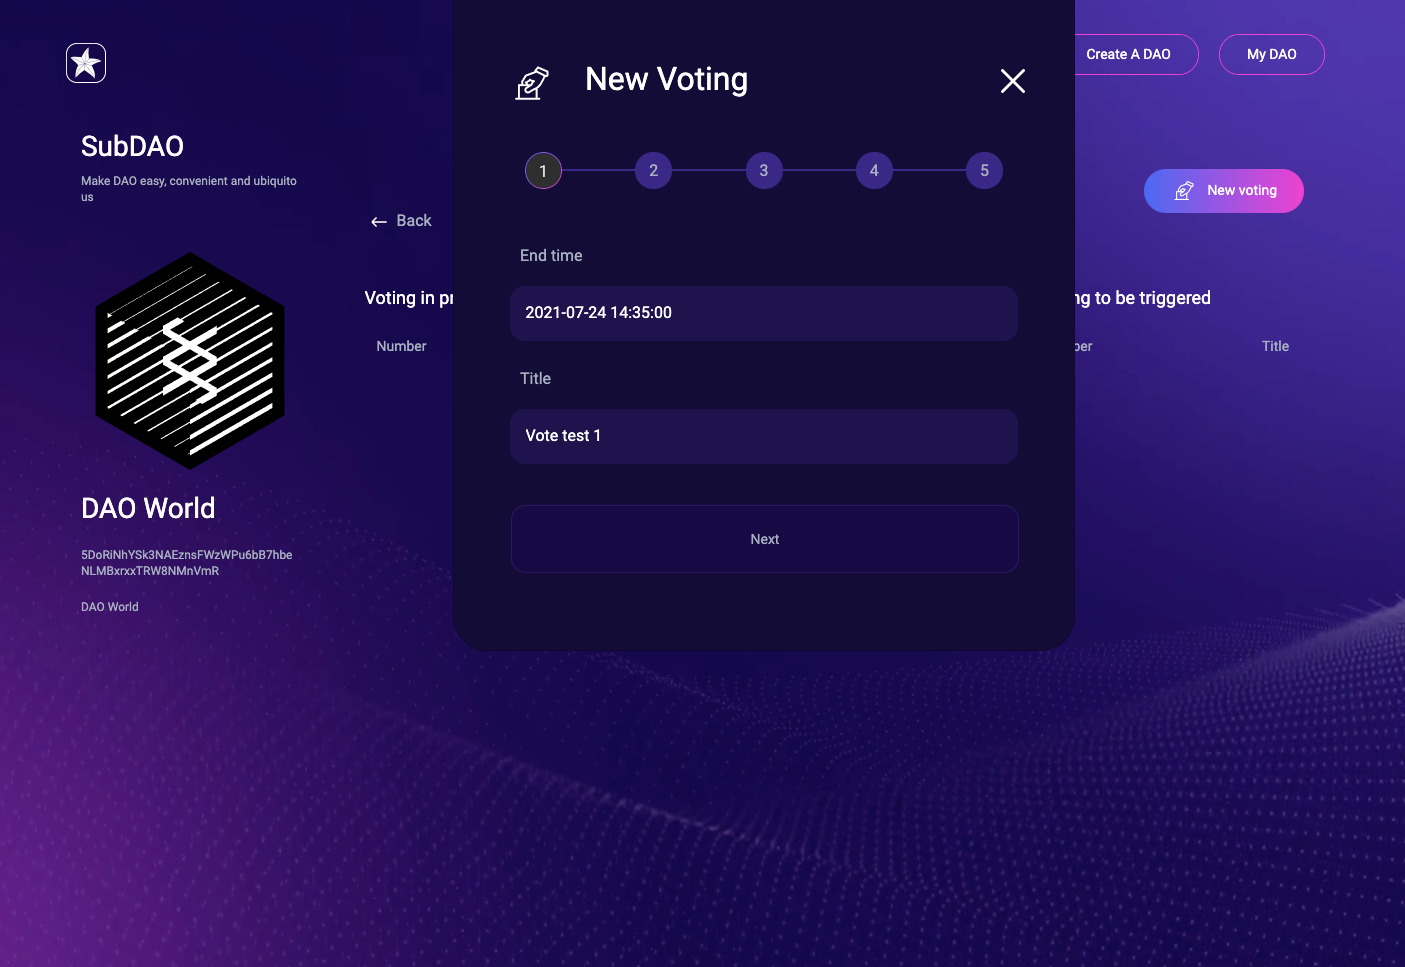 New Voting
Create A DAO
My DAO
SubDAO
Make DAO easy, convenient and ubiquito
us
1
2
3
4
5
New voting
Back
End time
2021-07-24 14:35:00
Voting in pr
ng to be triggered
Number
ber
Title
Title
Vote test 1
DAO World
Next
5DoRiNhYSk3NAEznsFWzWPu6bB7hbe
NLMBxrxxTRW8NMnVmR
DAO World